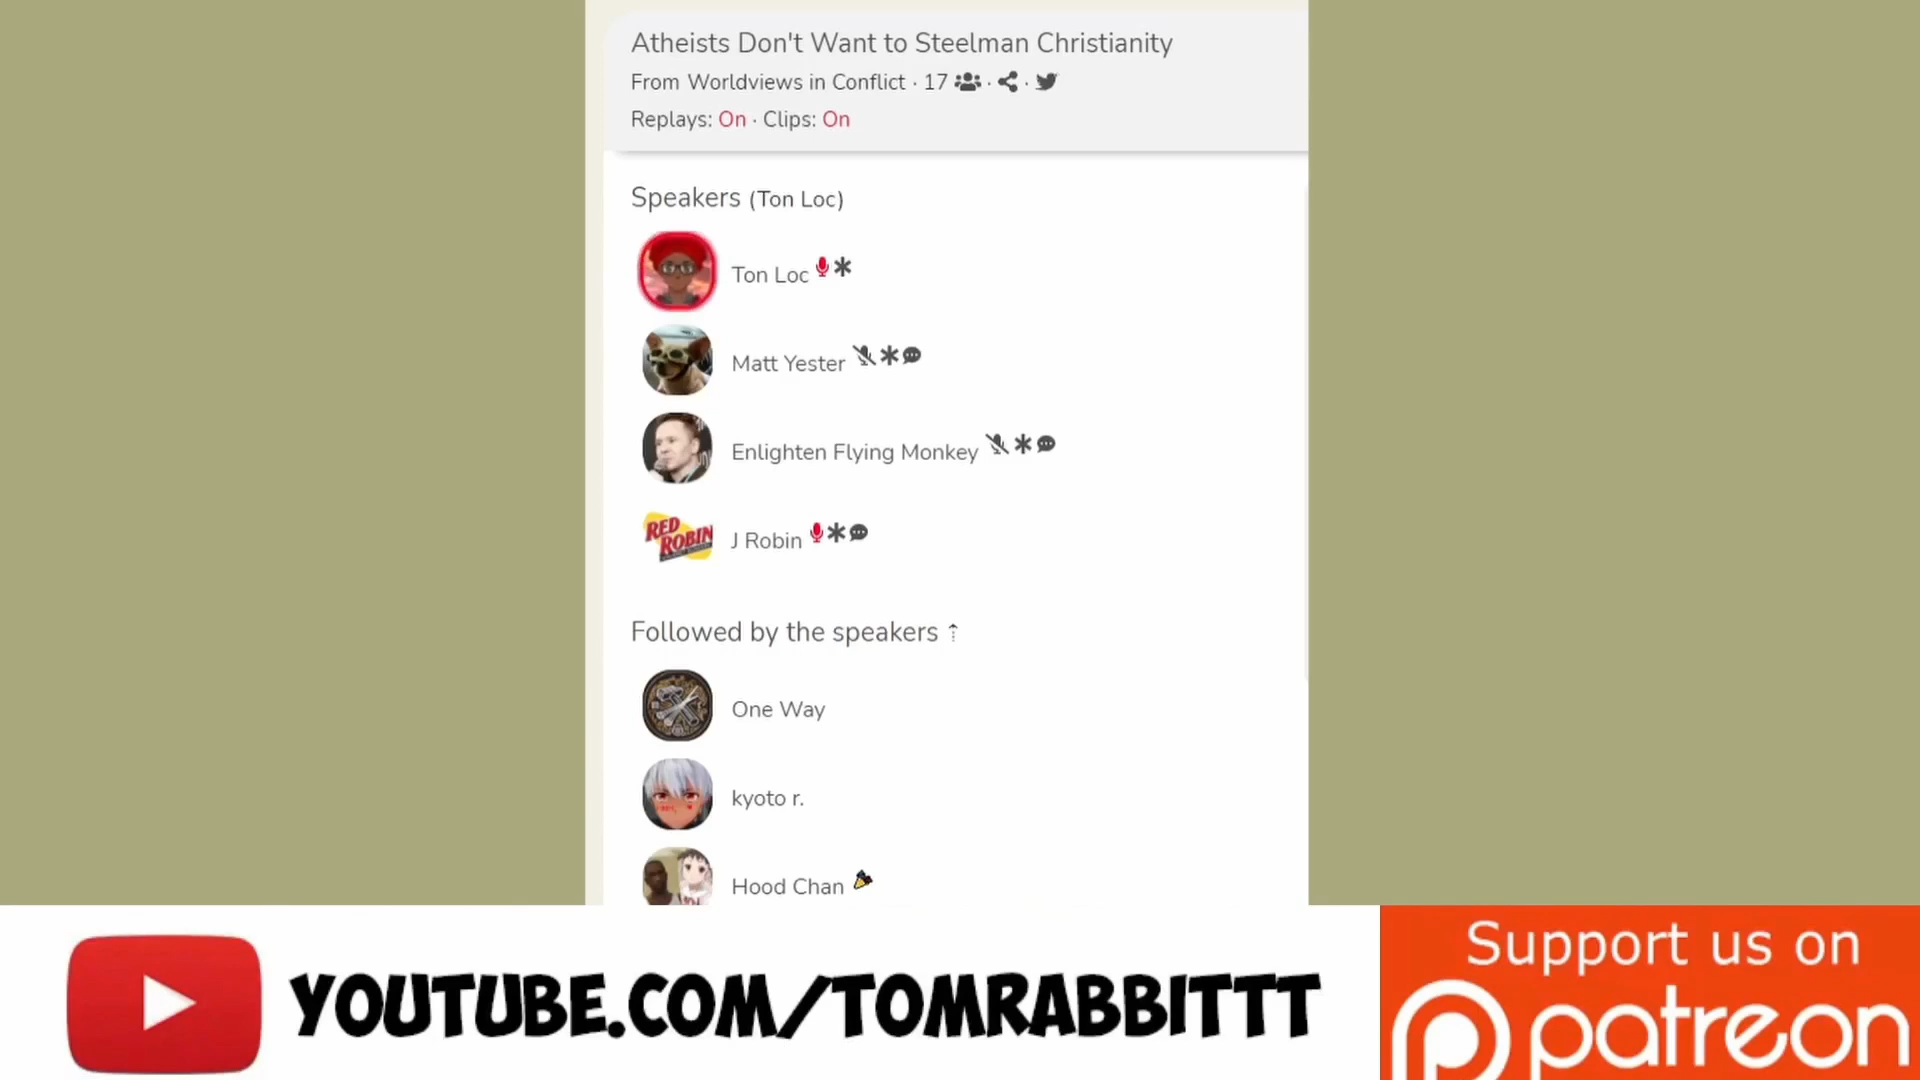 Atheists Don't Want to Steelman Christianity
From Worldviews in Conflict · 17 · ·
Replays: On · Clips: On
Speakers (Ton Loc)
Ton Loc
Matt Yester
Enlighten Flying Monkey
RED
ROBIN
J Robin
Followed by the speakers ⇡
One Way
kyoto r.
Hood Chan
YOUTUBE.COM/TOMRABBITTT
Support us on
patreon